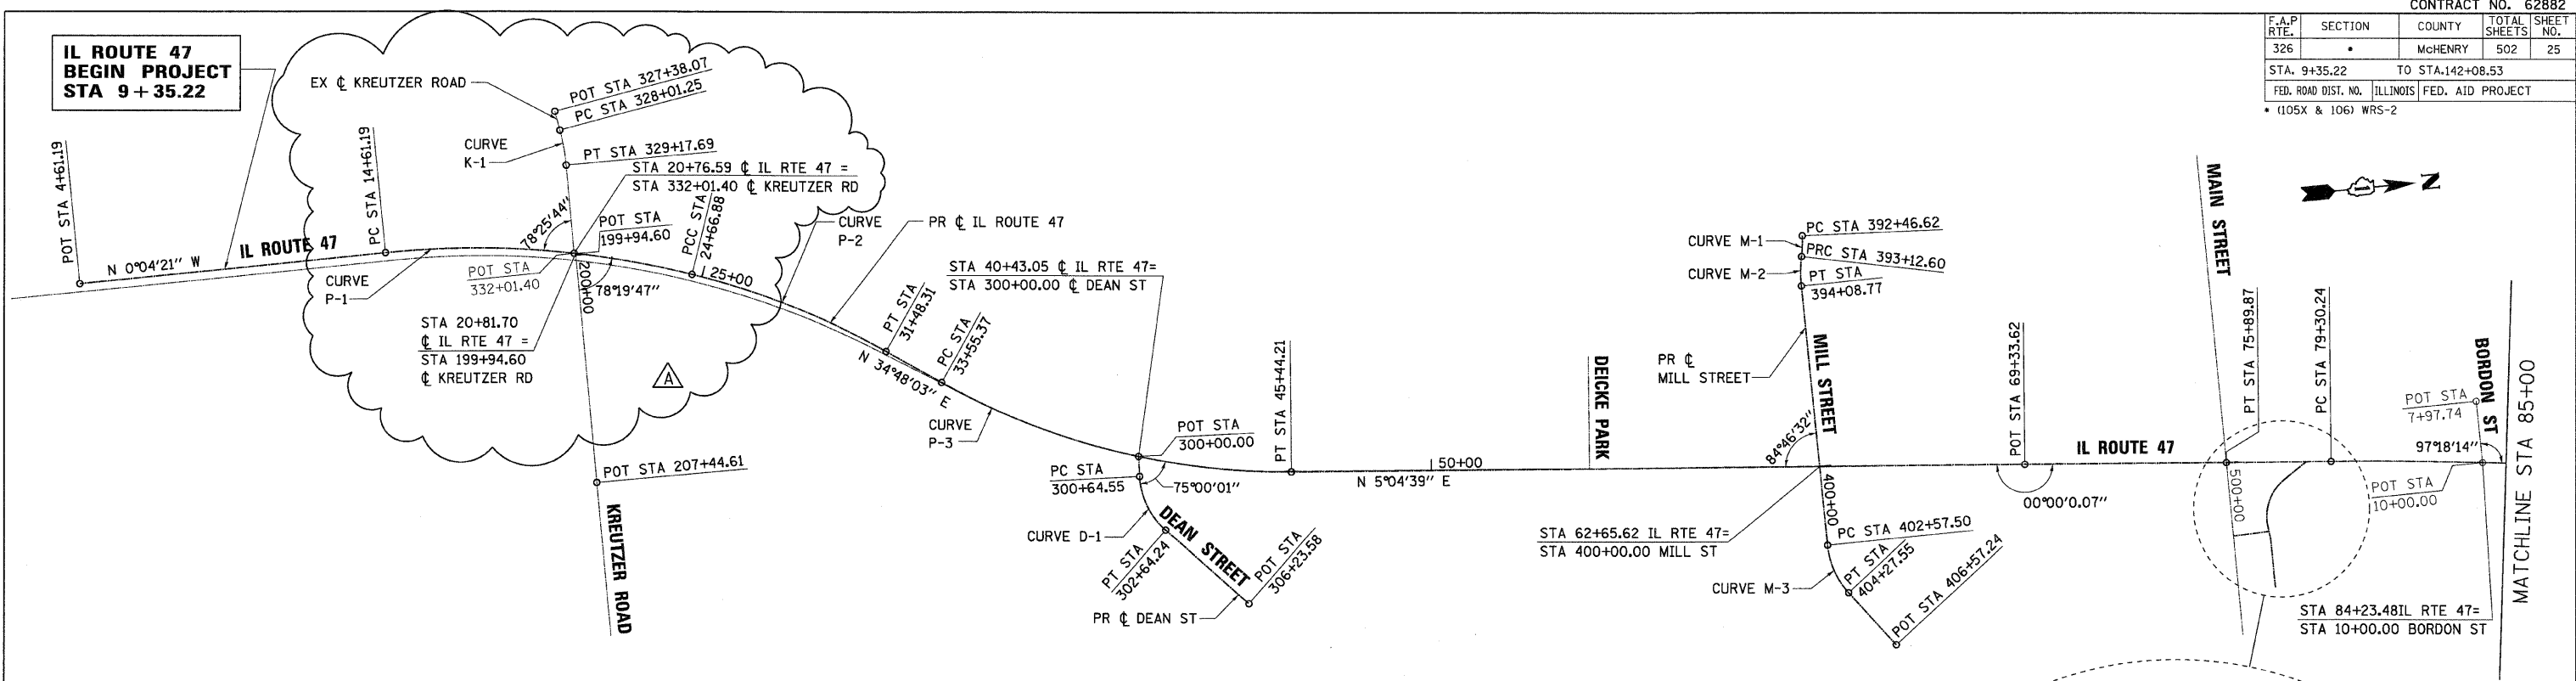 CONTRACT NO. 62882
F.A.P RTE.
SECTION
COUNTY
TOTAL SHEETS
SHEET NO.
326
•
McHENRY
502
25
STA. 9+35.22 TO STA.142+08.53
FED. ROAD DIST. NO.
ILLINOIS
FED. AID PROJECT
* (105X & 106) WRS-2
IL ROUTE 47
BEGIN PROJECT
STA 9+35.22
EX ℄ KREUTZER ROAD
POT STA 327+38.07
PC STA 328+01.25
CURVE
K-1
PT STA 329+17.69
STA 20+76.59 ℄ IL RTE 47 =
STA 332+01.40 ℄ KREUTZER RD
POT STA 4+61.19
N 0°04'21" W
IL ROUTE 47
PC STA 14+61.19
CURVE
P-1
78°25'44"
POT STA
199+94.60
POT STA
332+01.40
200+00
78°19'47"
PCC STA
24+66.88
25+00
CURVE
P-2
PR ℄ IL ROUTE 47
STA 20+81.70
℄ IL RTE 47 =
STA 199+94.60
℄ KREUTZER RD
A
POT STA 207+44.61
KREUTZER ROAD
PT STA
31+48.31
PC STA
33+55.37
N 34°48'03" E
CURVE
P-3
STA 40+43.05 ℄ IL RTE 47=
STA 300+00.00 ℄ DEAN ST
POT STA
300+00.00
PC STA
300+64.55
75°00'01"
CURVE D-1
DEAN STREET
PT STA
302+64.24
POT STA
306+23.58
PR ℄ DEAN ST
PT STA 45+44.21
50+00
N 5°04'39" E
DEICKE PARK
PC STA 392+46.62
CURVE M-1
PRC STA 393+12.60
CURVE M-2
PT STA
394+08.77
PR ℄
MILL STREET
MILL STREET
84°46'32"
400+00
STA 62+65.62 IL RTE 47=
STA 400+00.00 MILL ST
PC STA 402+57.50
CURVE M-3
PT STA
404+27.55
POT STA 406+57.24
POT STA 69+33.62
00°00'0.07"
IL ROUTE 47
MAIN STREET
N
PT STA 75+89.87
500+00
PC STA 79+30.24
POT STA
7+97.74
BORDON ST
97°18'14"
POT STA
10+00.00
STA 84+23.48IL RTE 47=
STA 10+00.00 BORDON ST
MATCHLINE STA 85+00